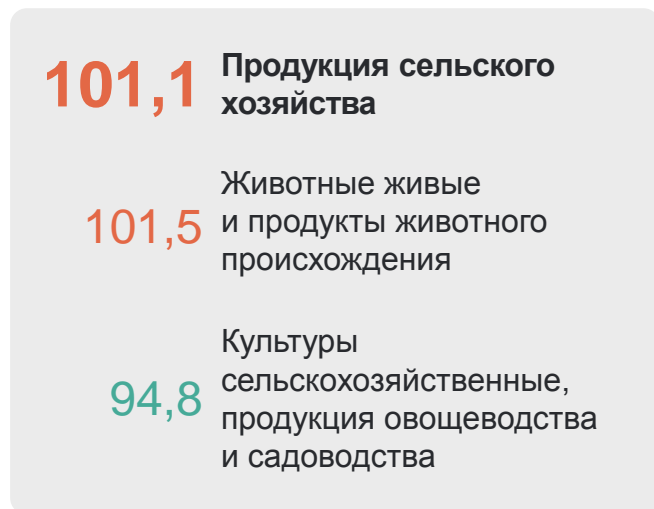 101,1 Продукция сельского
хозяйства
Животные живые
101,5 и продукты животного
происхождения
Культуры
сельскохозяйственные,
94,8 продукция овощеводства
и садоводства